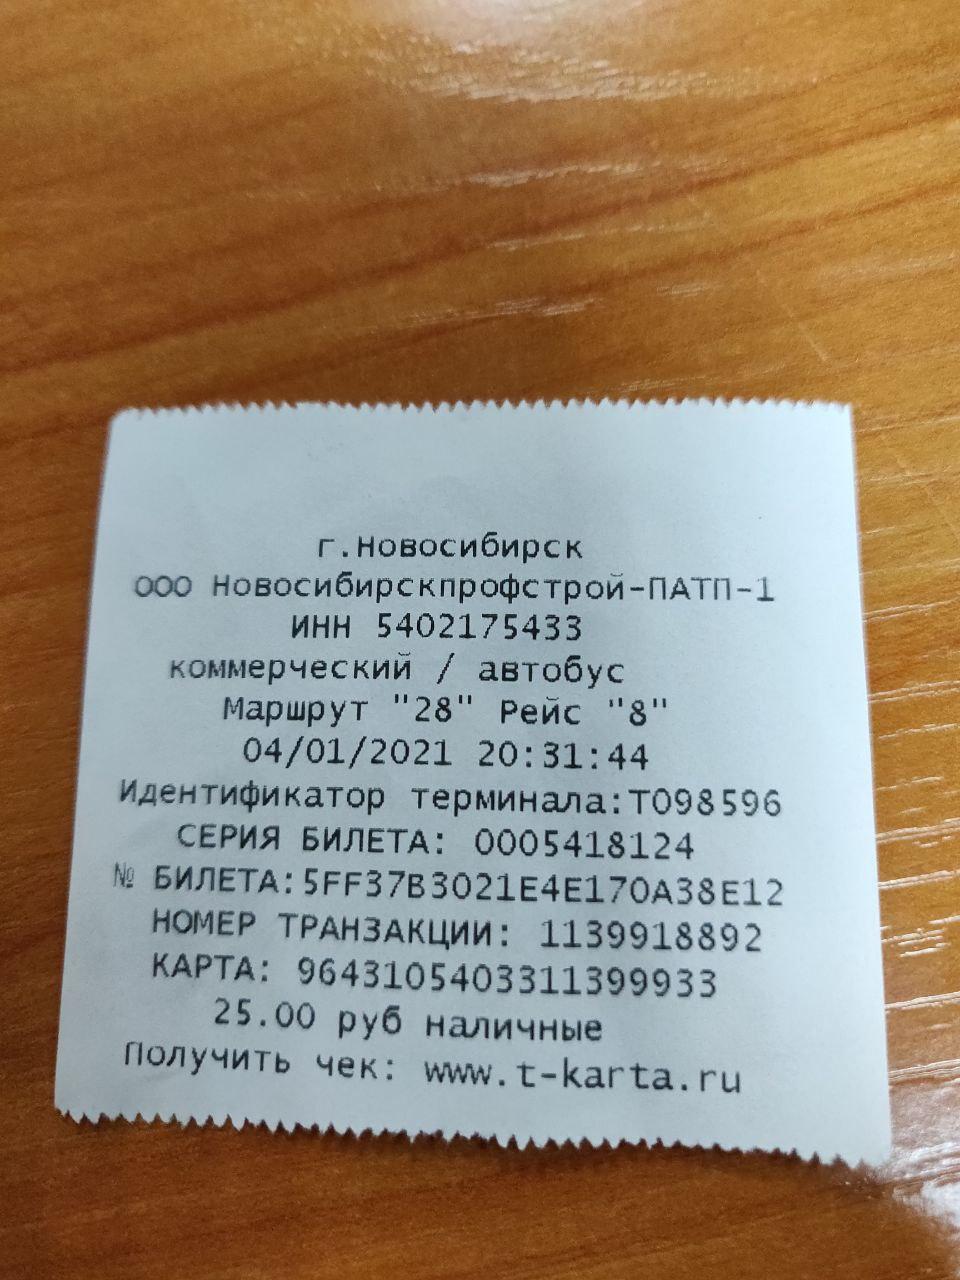 г.Новосибирск
ООО Новосибирскпрофстрой-ПАТП-1
ИНН 5402175433
коммерческий / автобус
Маршрут "28" Рейс "8"
04/01/2021 20:31:44
Идентификатор терминала:T098596
СЕРИЯ БИЛЕТА: 0005418124
№ БИЛЕТА:5FF37B3021E4E170A38E12
НОМЕР ТРАНЗАКЦИИ: 1139918892
КАРТА: 9643105403311399933
25.00 руб наличные
Получить чек: www.t-karta.ru